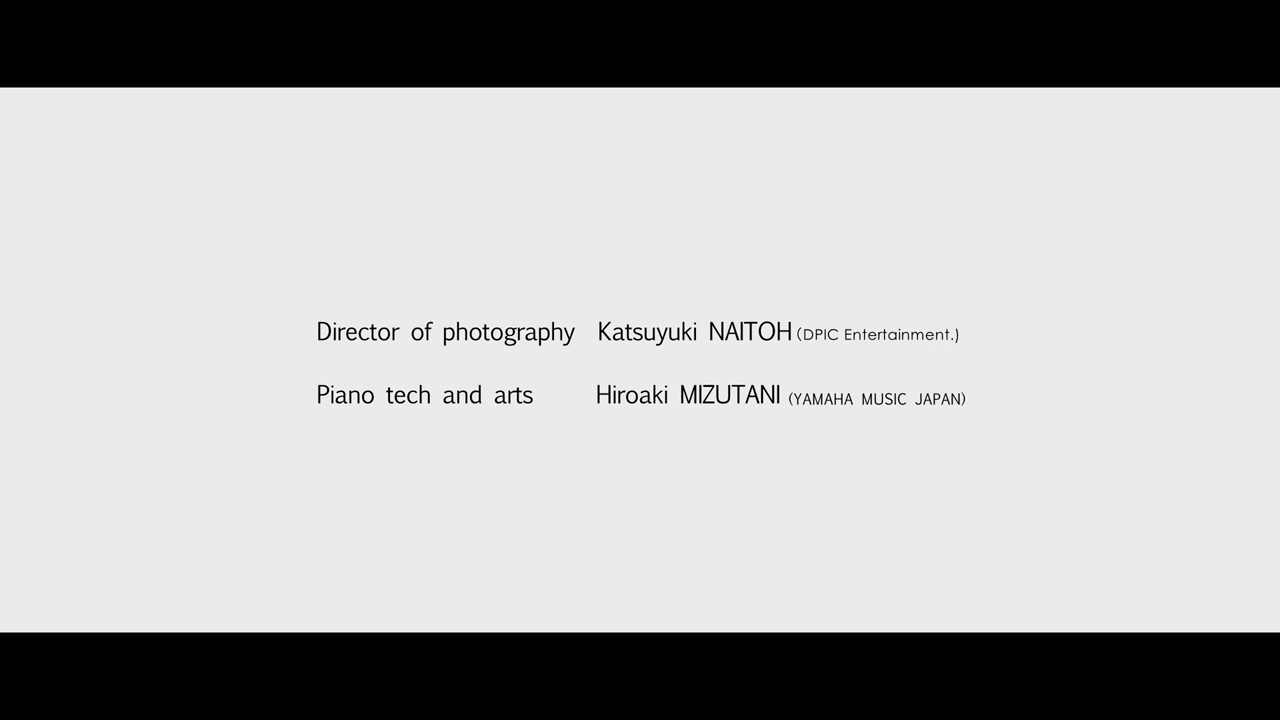 Director of photography Katsuyuki NAITOH (DPIC Entertainment.)
Piano tech and arts Hiroaki MIZUTANI (YAMAHA MUSIC JAPAN)